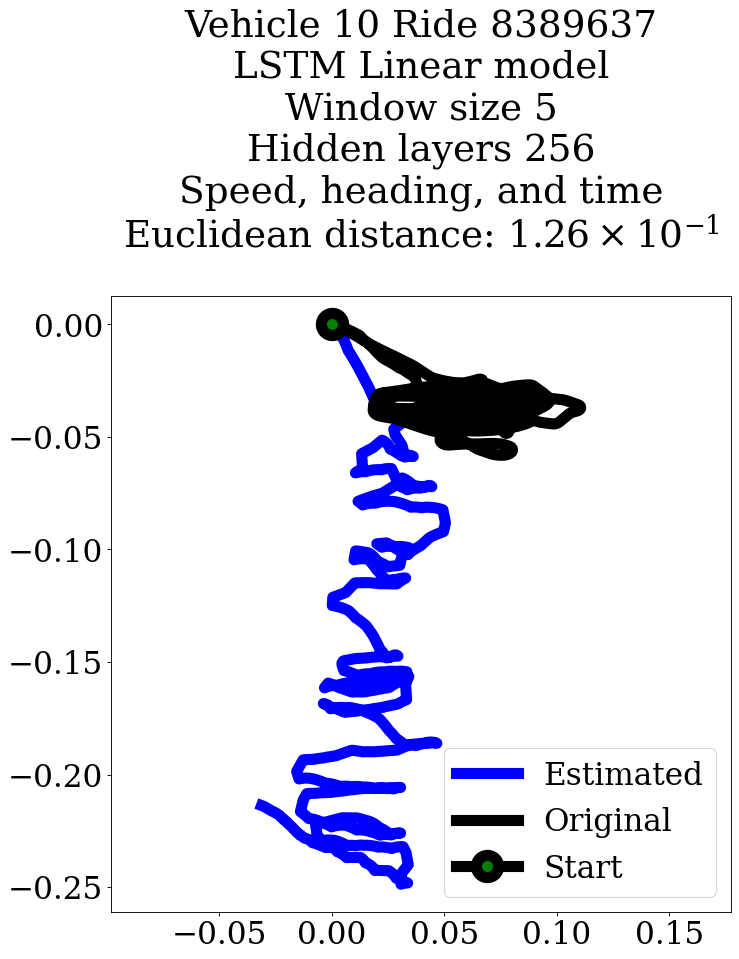 Vehicle 10 Ride 8389637
LSTM Linear model
Window size 5
Hidden layers 256
Speed, heading, and time
Euclidean distance: 1.26 × 10⁻¹
0.00
−0.05
−0.10
−0.15
−0.20
−0.25
Estimated
Original
Start
−0.05 0.00 0.05 0.10 0.15